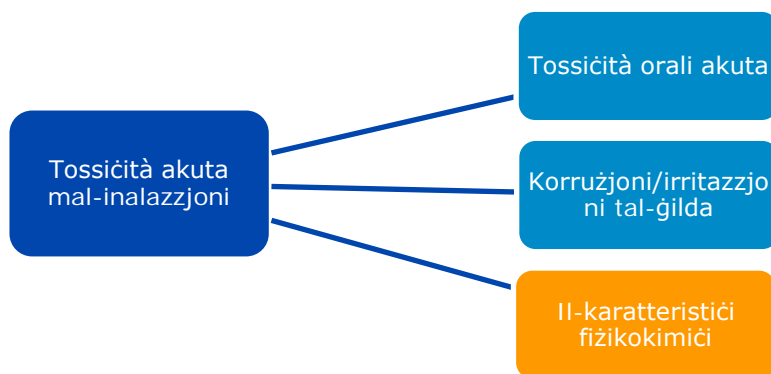 Tossiċità akuta
mal-inalazzjoni
Tossiċità orali akuta
Korrużjoni/irritazzjo
ni tal-ġilda
Il-karatteristiċi
fiżikokimiċi